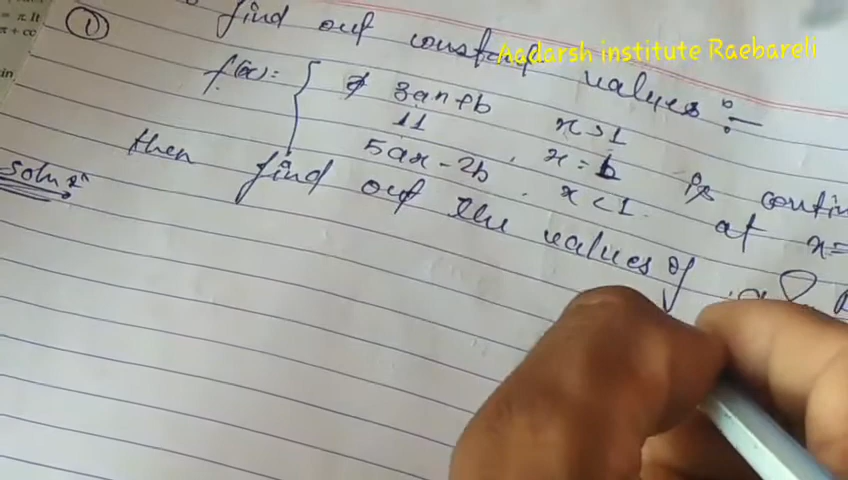 ① find out constant values :-
Aadarsh institute Raebareli
f(x) = { 3ax+b x>1
11 x=1 is contin
5ax-2b . x<1. at x=
then find out the values of a &
Soln :-